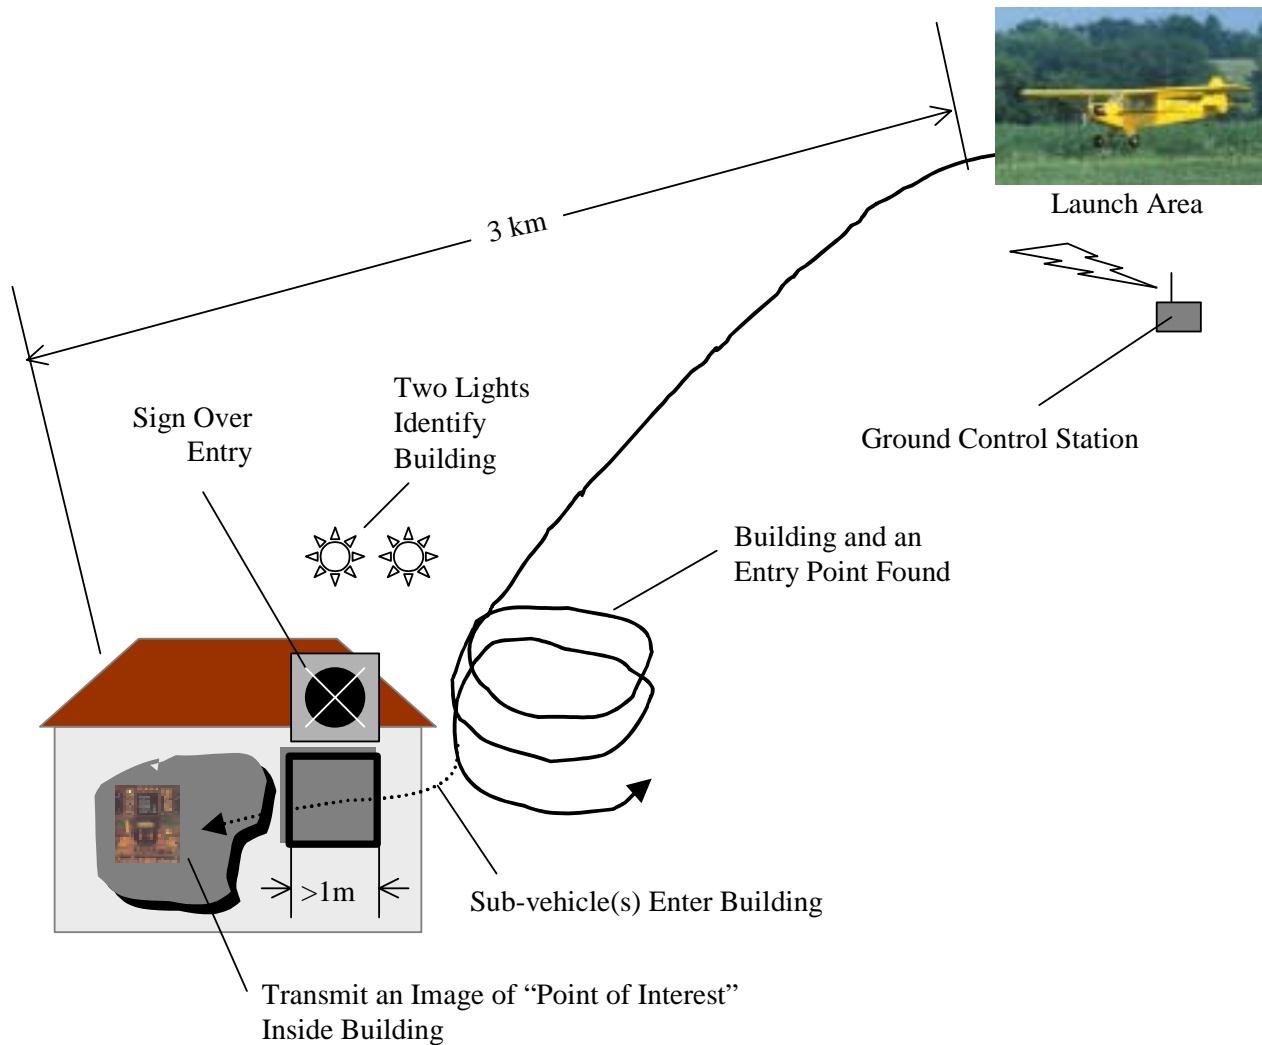 Launch Area
3 km
Two Lights
Identify
Building
Sign Over
Entry
Ground Control Station
Building and an
Entry Point Found
>1m
Sub-vehicle(s) Enter Building
Transmit an Image of “Point of Interest”
Inside Building